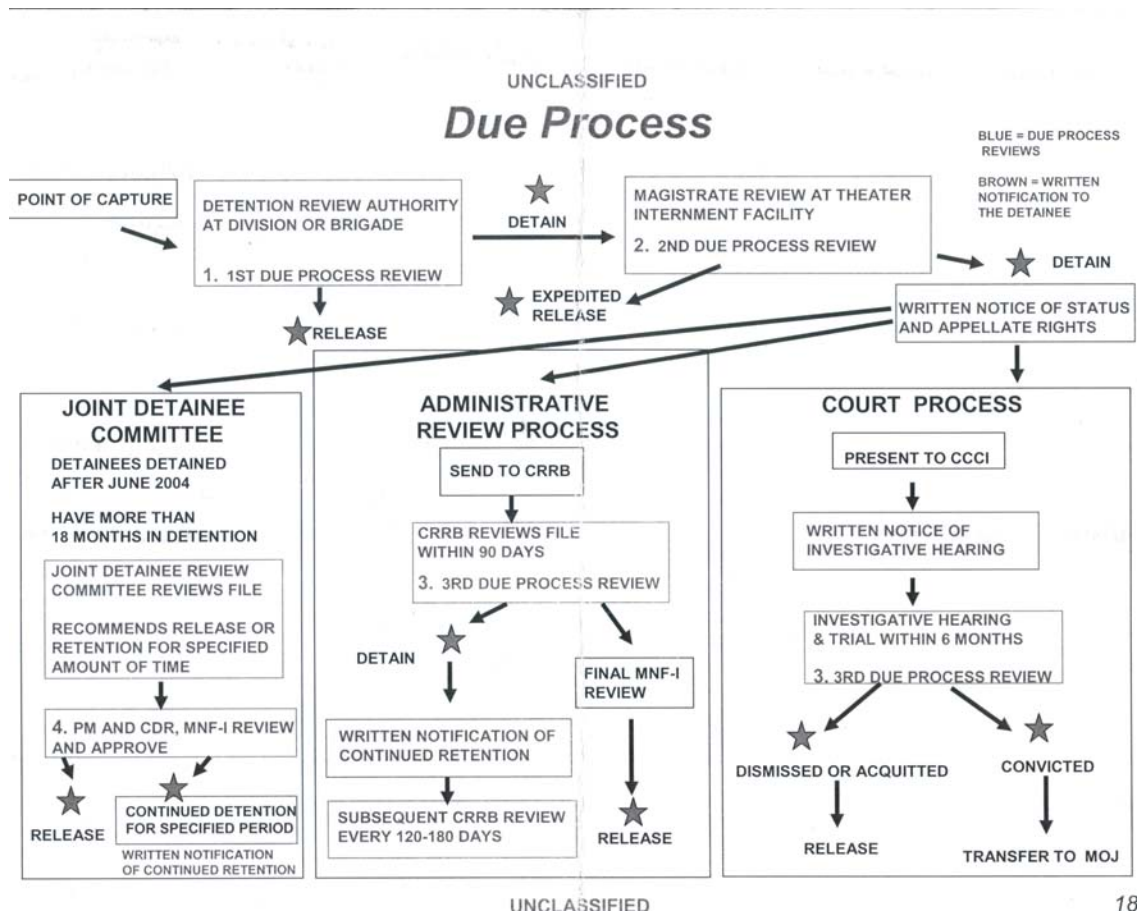 UNCLASSIFIED
Due Process
BLUE = DUE PROCESS
REVIEWS
BROWN = WRITTEN
NOTIFICATION TO
THE DETAINEE
POINT OF CAPTURE
DETENTION REVIEW AUTHORITY
AT DIVISION OR BRIGADE
1. 1ST DUE PROCESS REVIEW
DETAIN
MAGISTRATE REVIEW AT THEATER
INTERNMENT FACILITY
2. 2ND DUE PROCESS REVIEW
DETAIN
RELEASE
EXPEDITED
RELEASE
WRITTEN NOTICE OF STATUS
AND APPELLATE RIGHTS
JOINT DETAINEE
COMMITTEE
DETAINEES DETAINED
AFTER JUNE 2004
HAVE MORE THAN
18 MONTHS IN DETENTION
JOINT DETAINEE REVIEW
COMMITTEE REVIEWS FILE
RECOMMENDS RELEASE OR
RETENTION FOR SPECIFIED
AMOUNT OF TIME
4. PM AND CDR, MNF-I REVIEW
AND APPROVE
RELEASE
CONTINUED DETENTION
FOR SPECIFIED PERIOD
WRITTEN NOTIFICATION
OF CONTINUED RETENTION
ADMINISTRATIVE
REVIEW PROCESS
SEND TO CRRB
CRRB REVIEWS FILE
WITHIN 90 DAYS
3. 3RD DUE PROCESS REVIEW
DETAIN
FINAL MNF-I
REVIEW
WRITTEN NOTIFICATION OF
CONTINUED RETENTION
SUBSEQUENT CRRB REVIEW
EVERY 120-180 DAYS
RELEASE
COURT PROCESS
PRESENT TO CCCI
WRITTEN NOTICE OF
INVESTIGATIVE HEARING
INVESTIGATIVE HEARING
& TRIAL WITHIN 6 MONTHS
3. 3RD DUE PROCESS REVIEW
DISMISSED OR ACQUITTED
CONVICTED
RELEASE
TRANSFER TO MOJ
UNCLASSIFIED
18